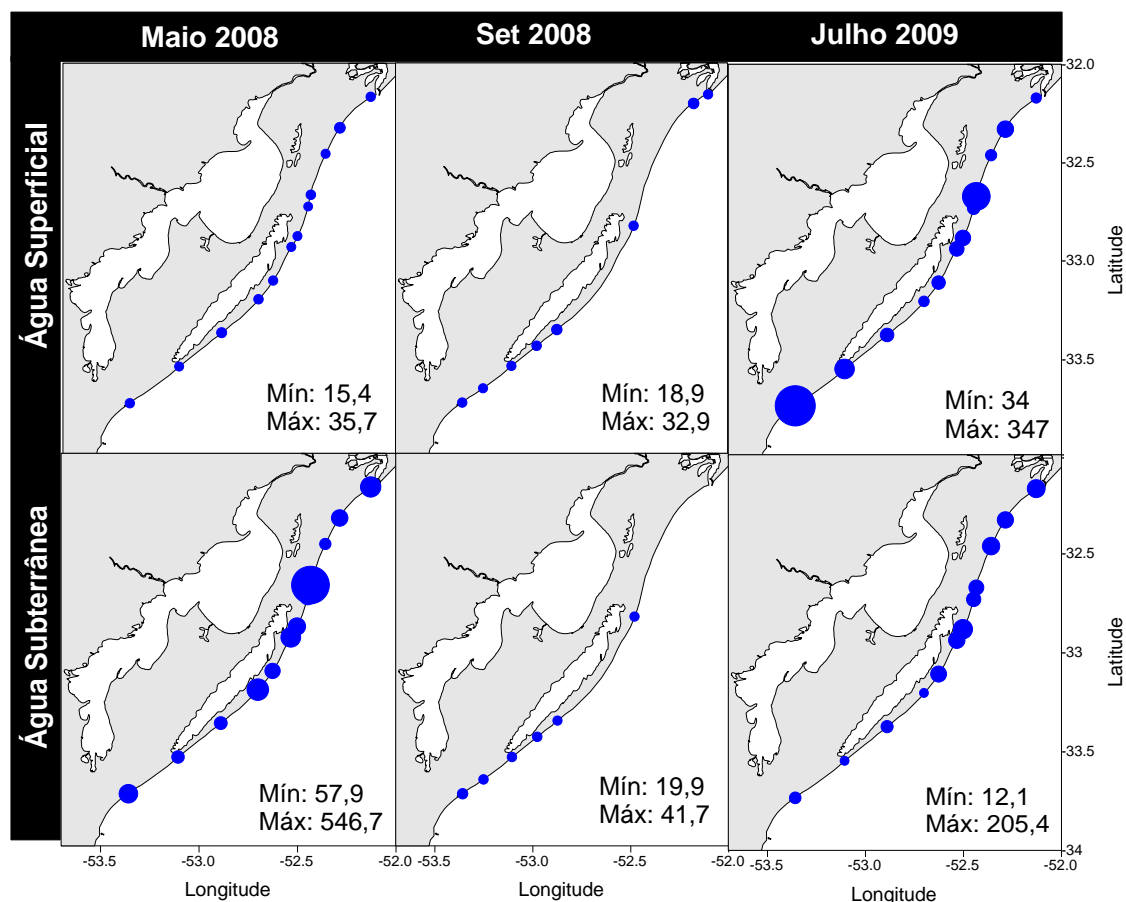 Maio 2008
Set 2008
Julho 2009
Água Superficial
Mín: 15,4
Máx: 35,7
Mín: 18,9
Máx: 32,9
Mín: 34
Máx: 347
-32.0
32.5
-33.0
-33.5
Latitude
Água Subterrânea
Mín: 57,9
Máx: 546,7
Mín: 19,9
Máx: 41,7
Mín: 12,1
Máx: 205,4
32.5
-33
-33.5
-34
Latitude
-53.5
-53.0
-52.5
-52.0
-53.5
-53.0
-52.5
-52.0
-53.5
-53.0
-52.5
-52.0
Longitude
Longitude
Longitude